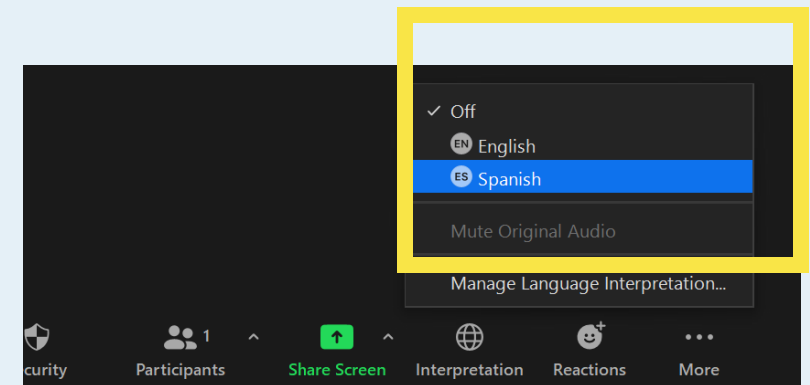 Off
EN English
ES Spanish
Mute Original Audio
Manage Language Interpretation...
curity Participants 1 Share Screen Interpretation Reactions More